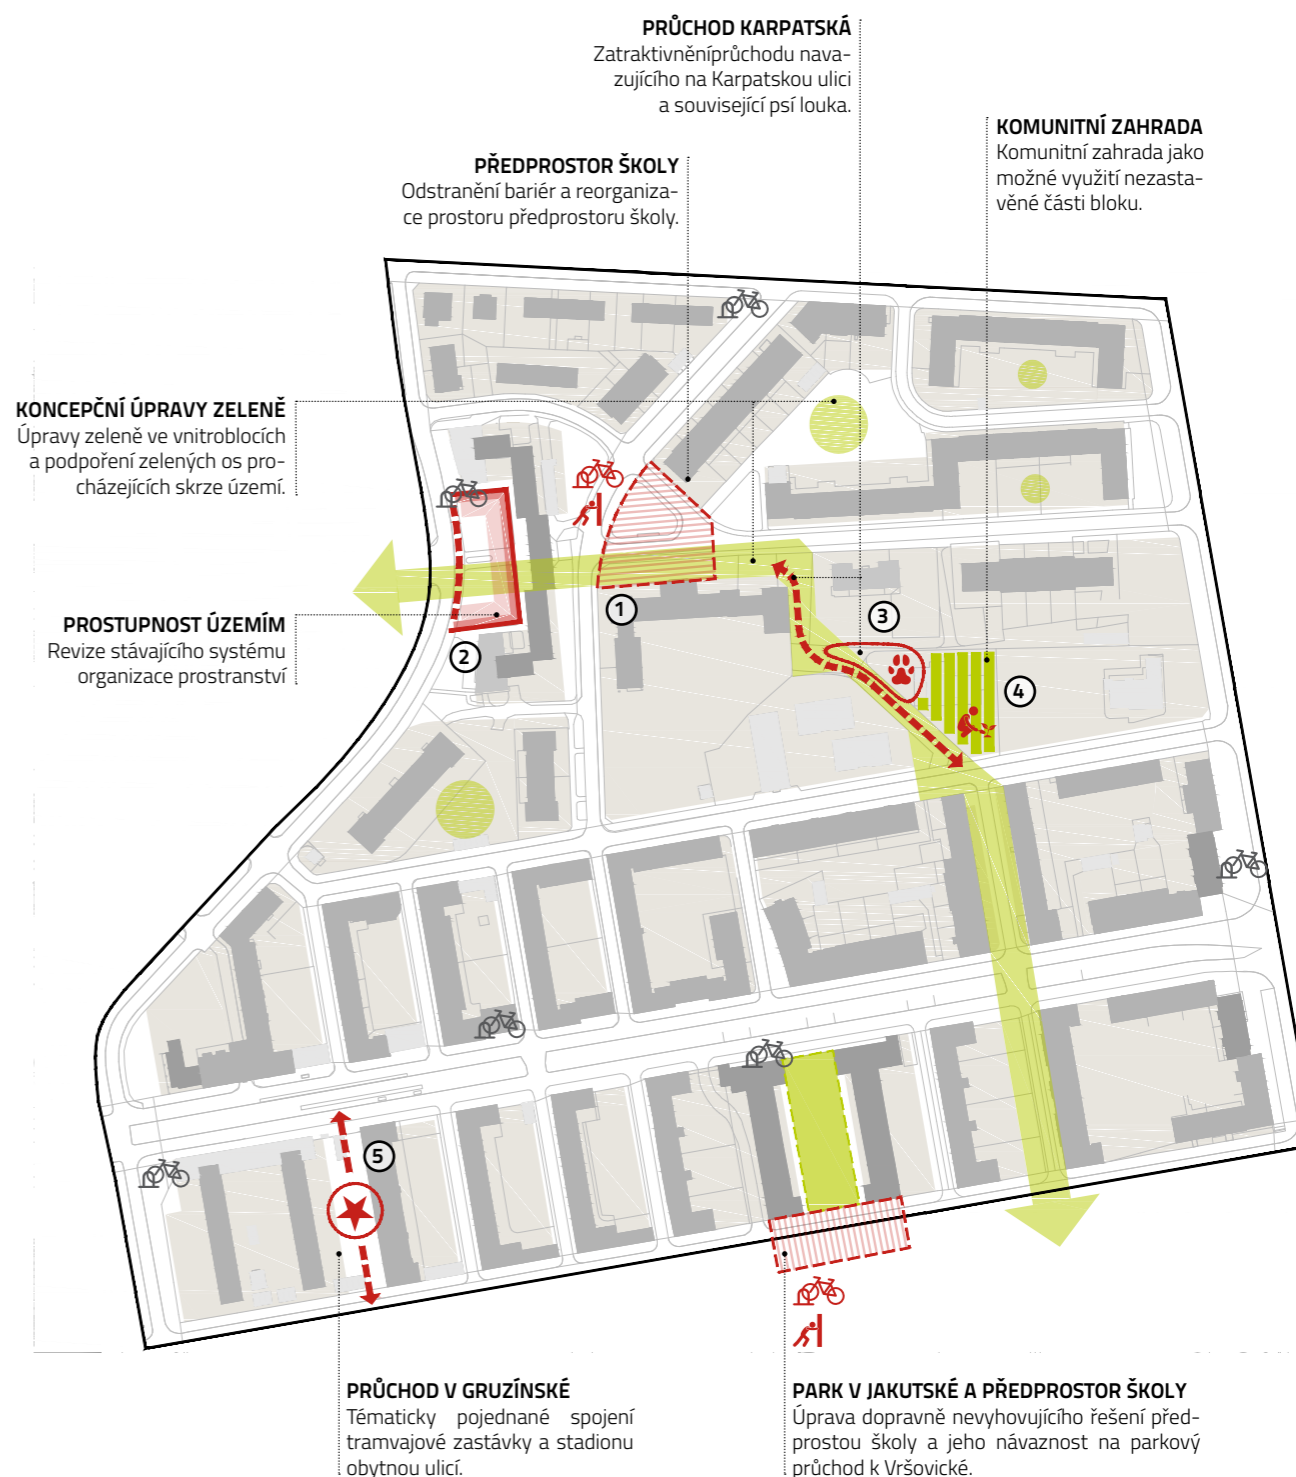 PRŮCHOD KARPATSKÁ
Zatraktivněníprůchodu nava-
zujícího na Karpatskou ulici
a související psí louka.
KOMUNITNÍ ZAHRADA
Komunitní zahrada jako
možné využití nezasta-
věné části bloku.
PŘEDPROSTOR ŠKOLY
Odstranění bariér a reorganiza-
ce prostoru předprostoru školy.
KONCEPČNÍ ÚPRAVY ZELENĚ
Úpravy zeleně ve vnitroblocích
a podpoření zelených os pro-
cházejících skrze území.
PROSTUPNOST ÚZEMÍM
Revize stávajícího systému
organizace prostranství
1
2
3
4
5
PRŮCHOD V GRUZÍNSKÉ
Tématicky pojednané spojení
tramvajové zastávky a stadionu
obytnou ulicí.
PARK V JAKUTSKÉ A PŘEDPROSTOR ŠKOLY
Úprava dopravně nevyhovujícího řešení před-
prostou školy a jeho návaznost na parkový
průchod k Vršovické.